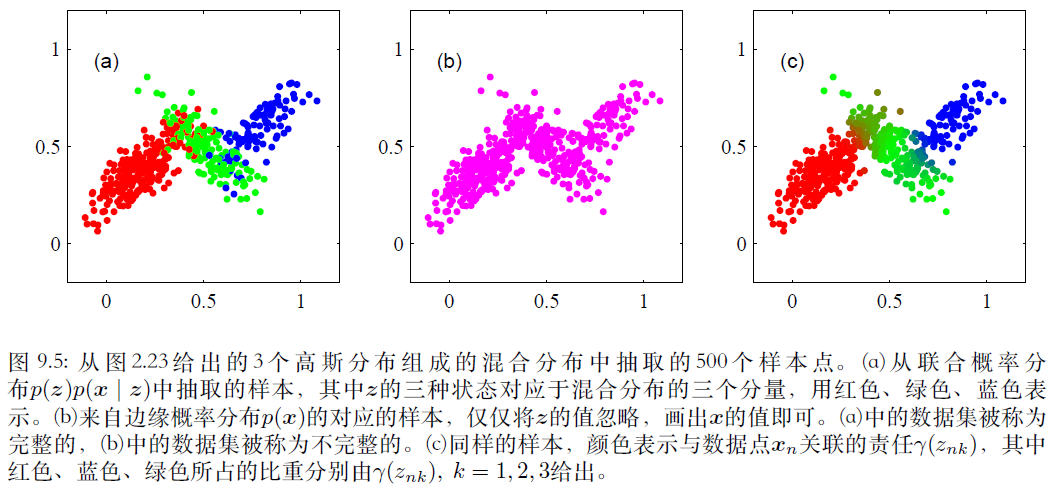 (a) (b) (c)
1 1 1
0.5 0.5 0.5
0 0 0
0 0.5 1 0 0.5 1 0 0.5 1
图 9.5: 从图2.23给出的3个高斯分布组成的混合分布中抽取的500个样本点。(a)从联合概率分
布p(z)p(x | z)中抽取的样本，其中z的三种状态对应于混合分布的三个分量，用红色、绿色、蓝色表
示。(b)来自边缘概率分布p(x)的对应的样本，仅仅将z的值忽略，画出x的值即可。(a)中的数据集被称为
完整的，(b)中的数据集被称为不完整的。(c)同样的样本，颜色表示与数据点xn关联的责任γ(znk)，其中
红色、蓝色、绿色所占的比重分别由γ(znk), k = 1, 2, 3给出。